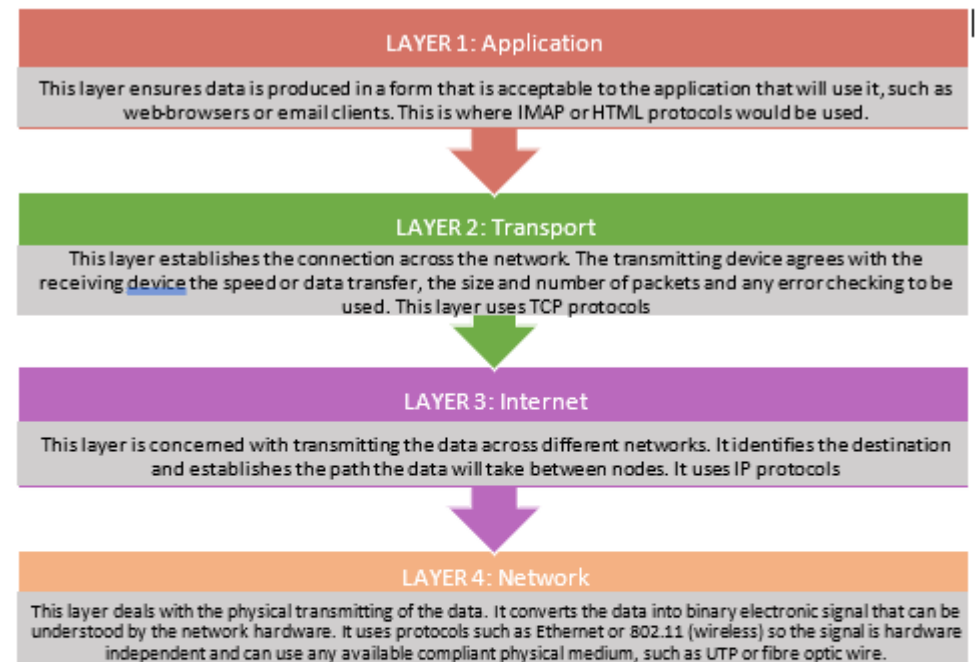 LAYER 1: Application
This layer ensures data is produced in a form that is acceptable to the application that will use it, such as
web-browsers or email clients. This is where IMAP or HTML protocols would be used.
LAYER 2: Transport
This layer establishes the connection across the network. The transmitting device agrees with the
receiving device the speed or data transfer, the size and number of packets and any error checking to be
used. This layer uses TCP protocols
LAYER 3: Internet
This layer is concerned with transmitting the data across different networks. It identifies the destination
and establishes the path the data will take between nodes. It uses IP protocols
LAYER 4: Network
This layer deals with the physical transmitting of the data. It converts the data into binary electronic signal that can be
understood by the network hardware. It uses protocols such as Ethernet or 802.11 (wireless) so the signal is hardware
independent and can use any available compliant physical medium, such as UTP or fibre optic wire.